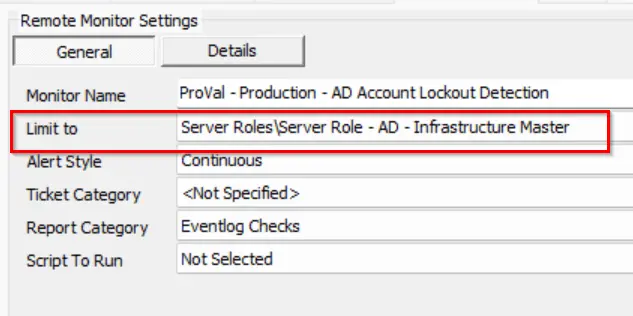 Remote Monitor Settings
General Details
Monitor Name ProVal - Production - AD Account Lockout Detection
Limit to Server Roles\Server Role - AD - Infrastructure Master
Alert Style Continuous
Ticket Category <Not Specified>
Report Category Eventlog Checks
Script To Run Not Selected